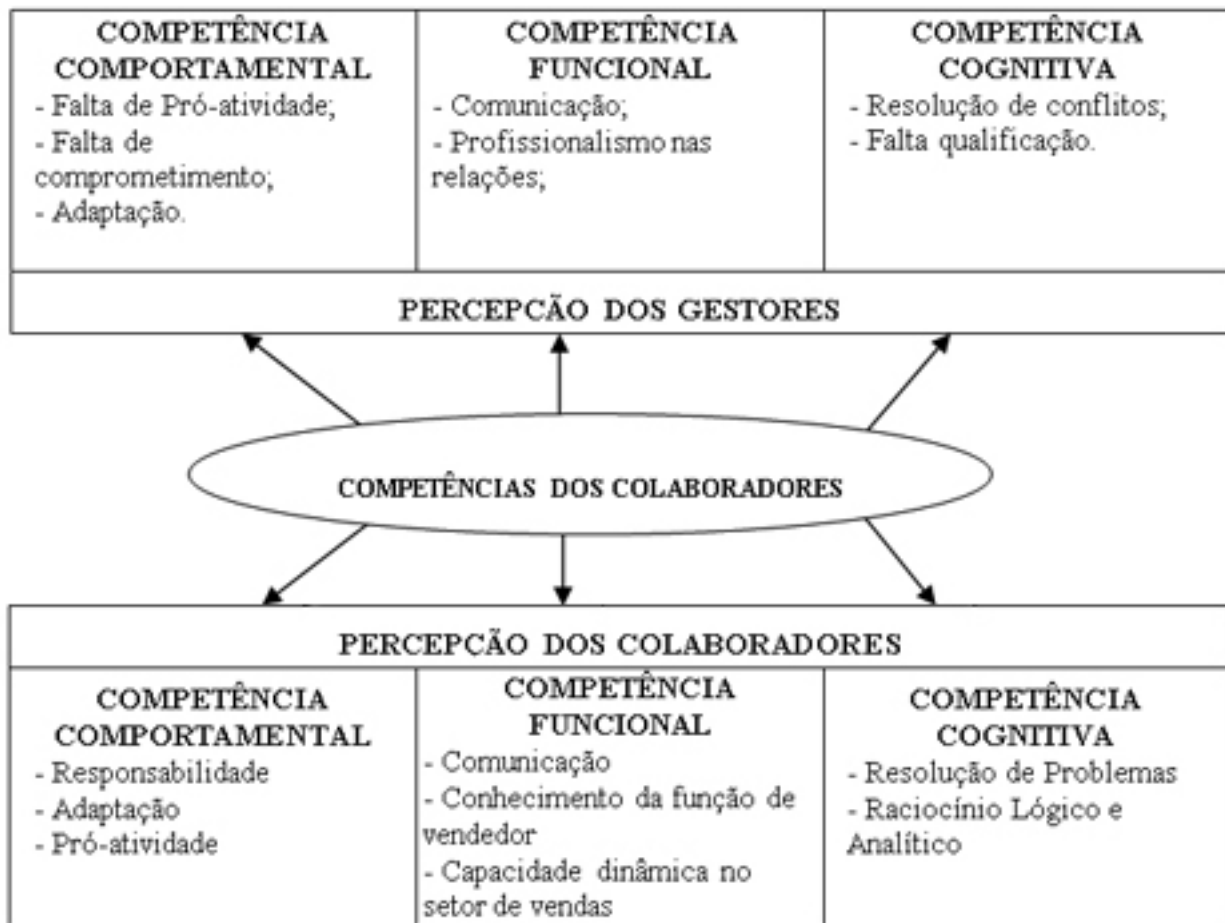 COMPETÊNCIA
COMPORTAMENTAL
- Falta de Pró-atividade;
- Falta de
comprometimento;
- Adaptação.
COMPETÊNCIA
FUNCIONAL
- Comunicação;
- Profissionalismo nas
relações;
COMPETÊNCIA
COGNITIVA
- Resolução de conflitos;
- Falta qualificação.
PERCEPCÃO DOS GESTORES
COMPETÊNCIAS DOS COLABORADORES
PERCEPCÃO DOS COLABORADORES
COMPETÊNCIA
COMPORTAMENTAL
- Responsabilidade
- Adaptação
- Pró-atividade
COMPETÊNCIA
FUNCIONAL
- Comunicação
- Conhecimento da função de
vendedor
- Capacidade dinâmica no
setor de vendas
COMPETÊNCIA
COGNITIVA
- Resolução de Problemas
- Raciocínio Lógico e
Analítico